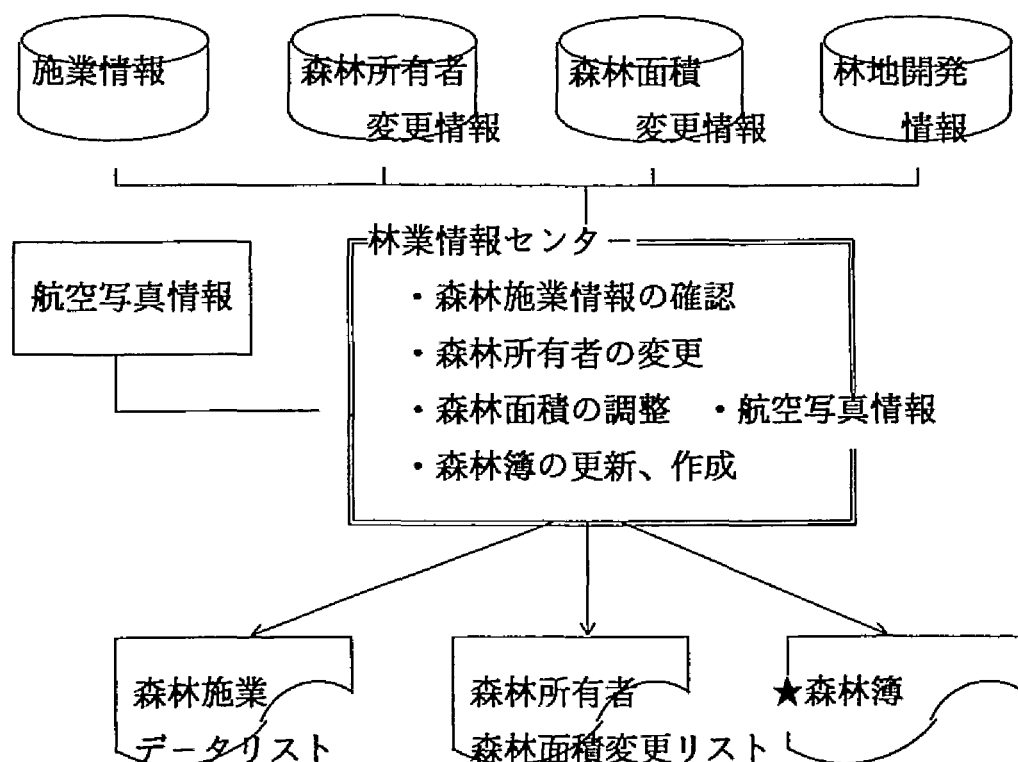 施業情報
森林所有者
変更情報
森林面積
変更情報
林地開発
情報
林業情報センター
航空写真情報
・森林施業情報の確認
・森林所有者の変更
・森林面積の調整 ・航空写真情報
・森林簿の更新、作成
森林施業
データリスト
森林所有者
森林面積変更リスト
★森林簿